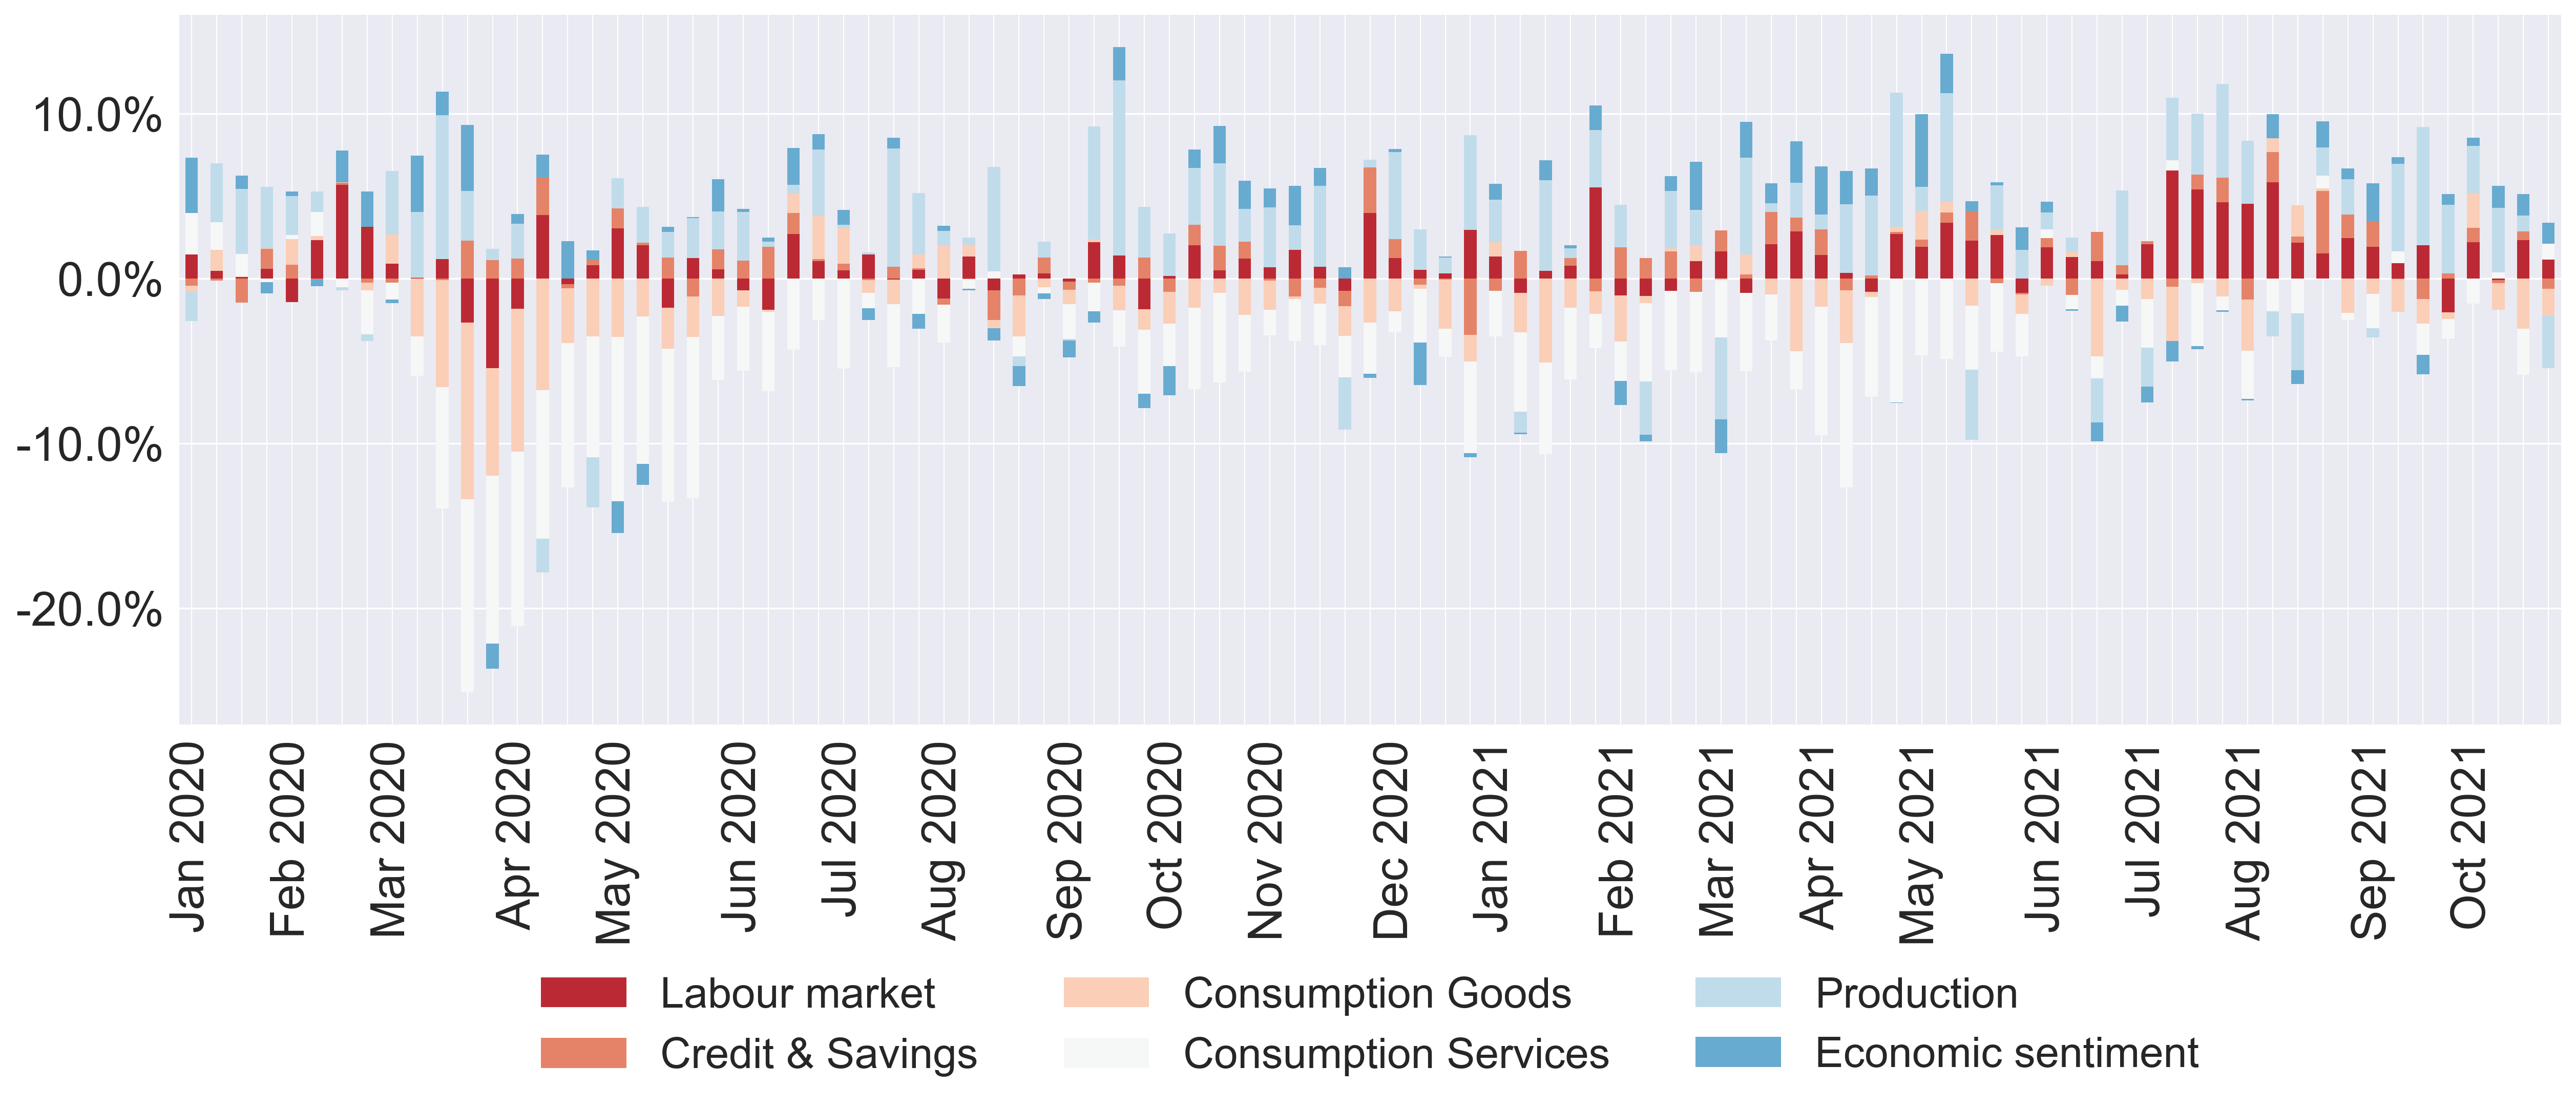 10.0%
0.0%
-10.0%
-20.0%
Jan 2020
Feb 2020
Mar 2020
Apr 2020
May 2020
Jun 2020
Jul 2020
Aug 2020
Sep 2020
Oct 2020
Nov 2020
Dec 2020
Jan 2021
Feb 2021
Mar 2021
Apr 2021
May 2021
Jun 2021
Jul 2021
Aug 2021
Sep 2021
Oct 2021
Labour market
Consumption Goods
Production
Credit & Savings
Consumption Services
Economic sentiment